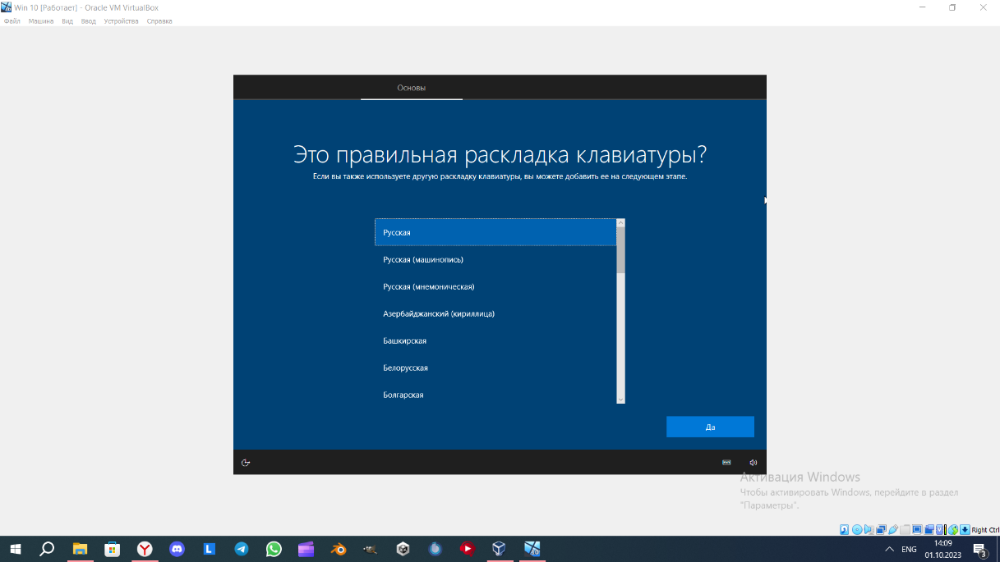 Win 10 [Работает] - Oracle VM VirtualBox
Файл Машина Вид Ввод Устройства Справка
Основы
Это правильная раскладка клавиатуры?
Если вы также используете другую раскладку клавиатуры, вы можете добавить ее на следующем этапе.
Русская
Русская (машинопись)
Русская (мнемоническая)
Азербайджанский (кириллица)
Башкирская
Белорусская
Болгарская
Да
Активация Windows
Чтобы активировать Windows, перейдите в раздел
"Параметры".
Right Ctrl
ENG
14:09
01.10.2023
3